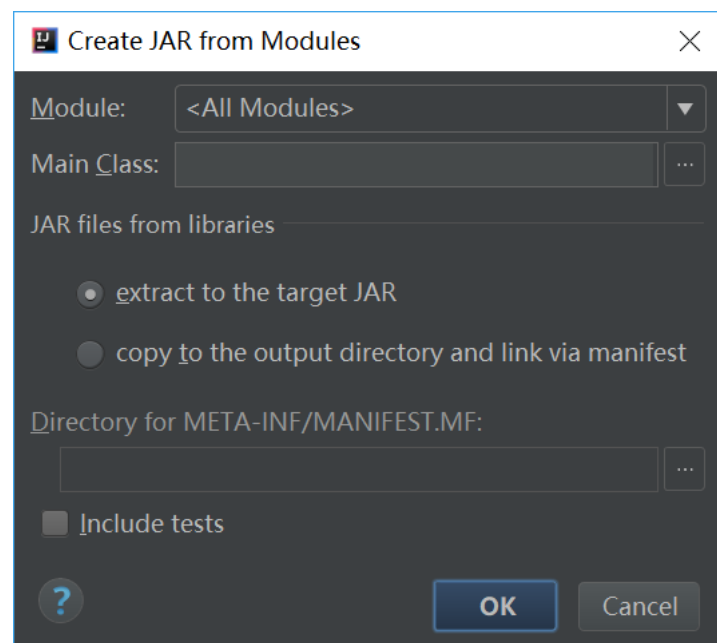 Create JAR from Modules
Module: <All Modules>
Main Class: ...
JAR files from libraries
extract to the target JAR
copy to the output directory and link via manifest
Directory for META-INF/MANIFEST.MF:
...
Include tests
? OK Cancel